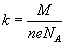 k = M / neN_A